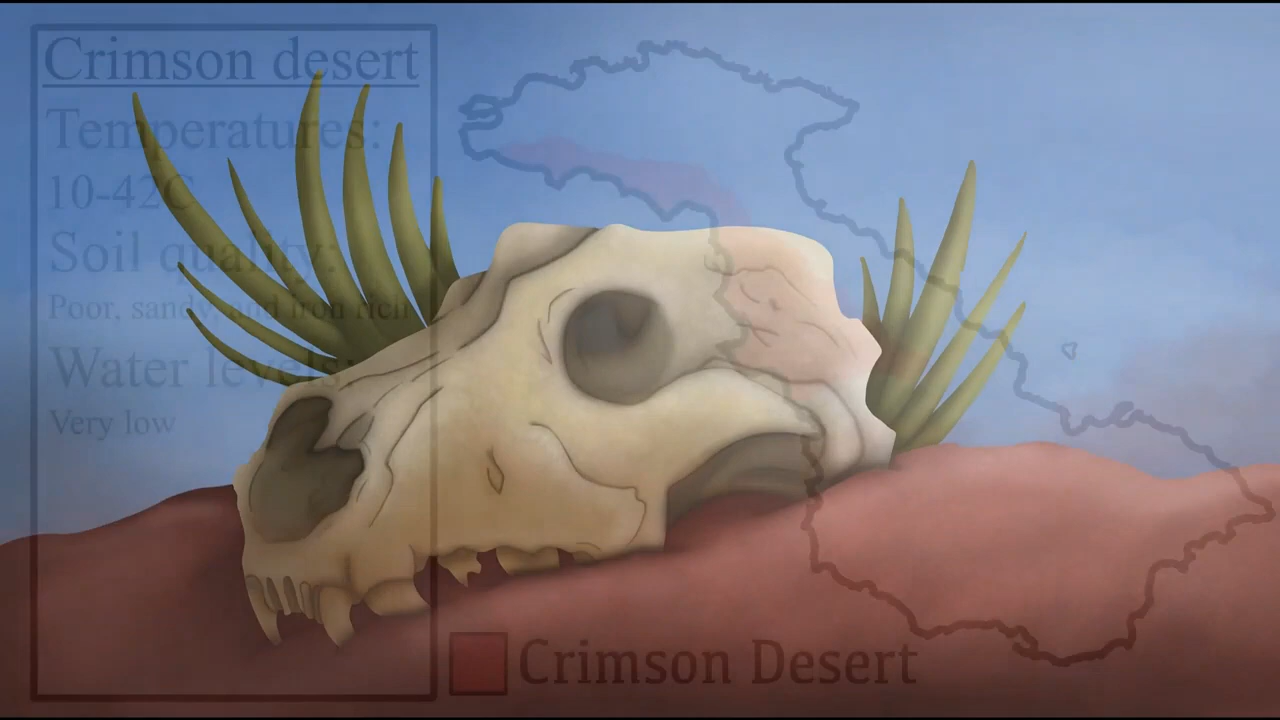 Crimson desert
Temperatures:
10-42C
Soil quality:
Poor, sandy, and iron rich
Water levels:
Very low
Crimson Desert